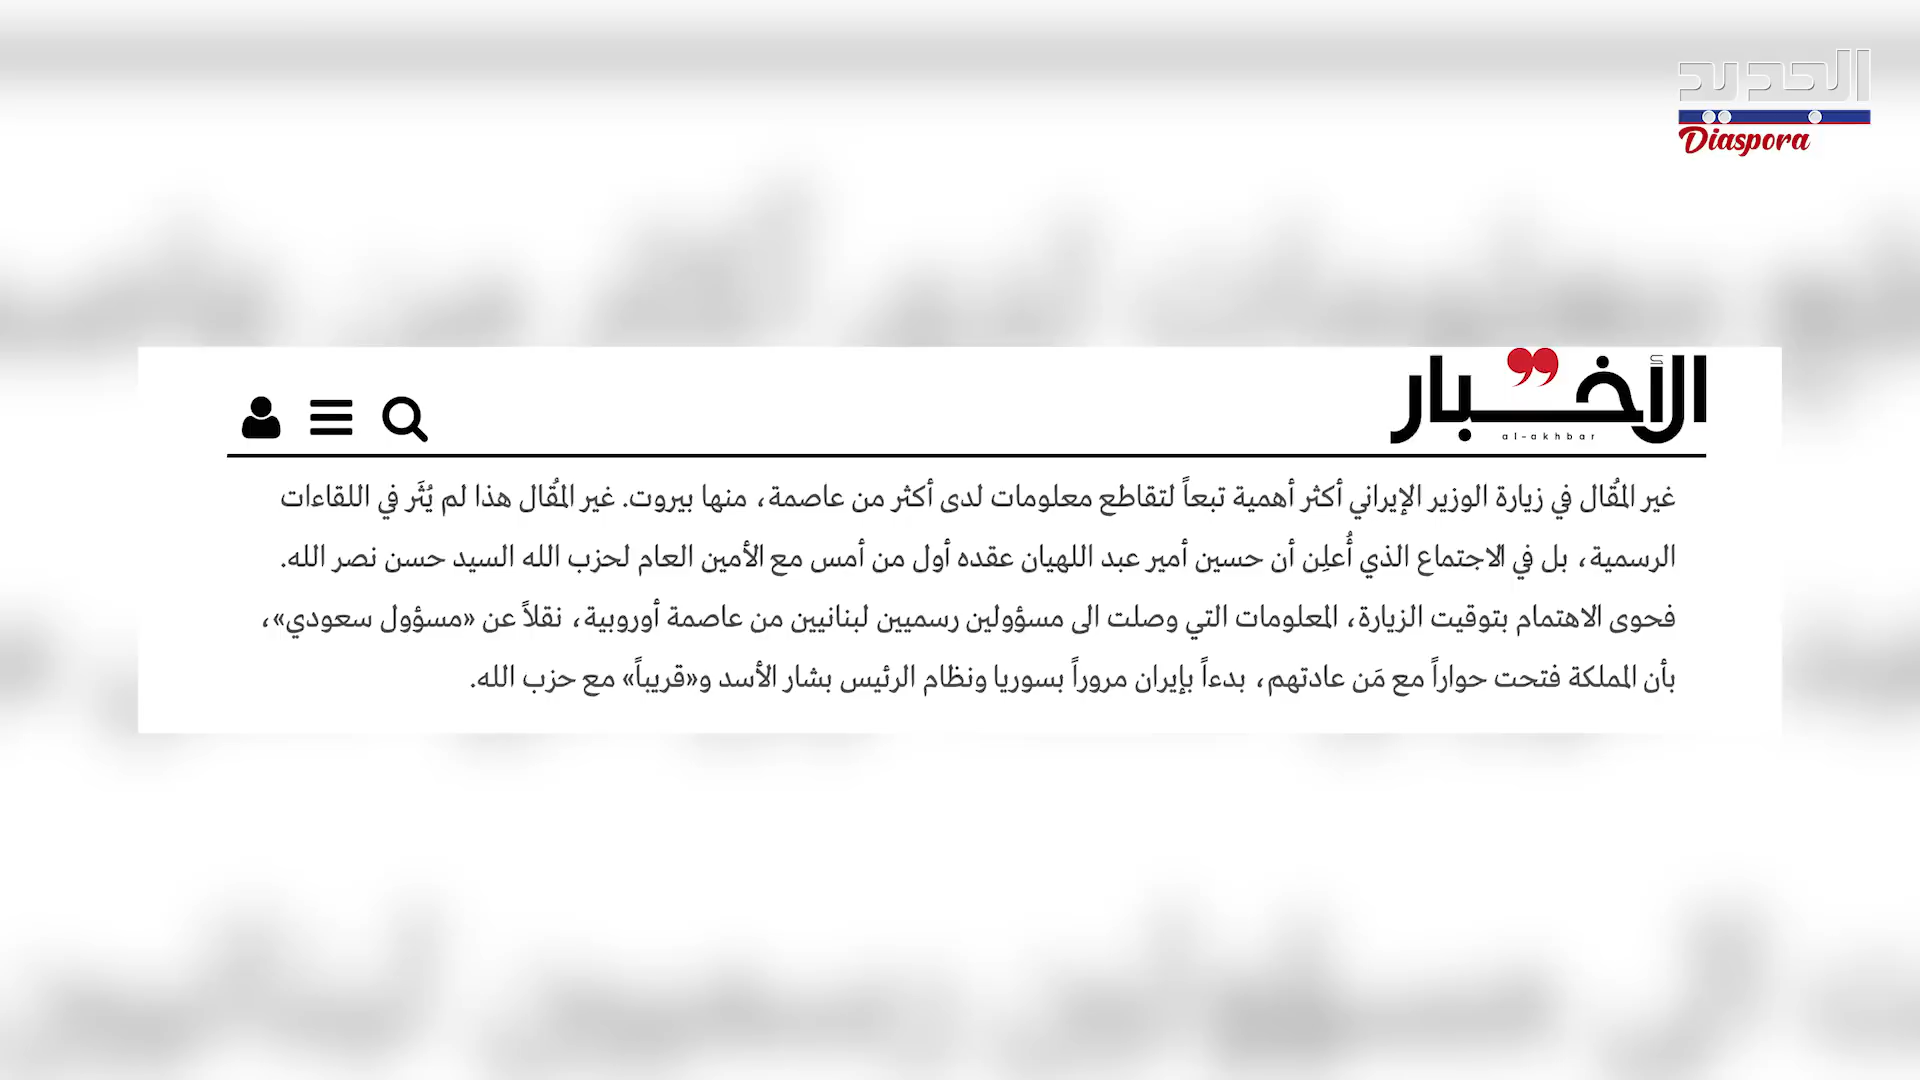 الجديد
Diaspora
الأخبار
al-akhbar
غير المُقال في زيارة الوزير الإيراني أكثر أهمية تبعاً لتقاطع معلومات لدى أكثر من عاصمة، منها بيروت. غير المُقال هذا لم يُثَر في اللقاءات
الرسمية، بل في الاجتماع الذي أُعلِن أن حسين أمير عبد اللهيان عقده أول من أمس مع الأمين العام لحزب الله السيد حسن نصر الله.
فحوى الاهتمام بتوقيت الزيارة، المعلومات التي وصلت الى مسؤولين رسميين لبنانيين من عاصمة أوروبية، نقلاً عن «مسؤول سعودي»،
بأن المملكة فتحت حواراً مع مَن عادتهم، بدءاً بإيران مروراً بسوريا ونظام الرئيس بشار الأسد و«قريباً» مع حزب الله.